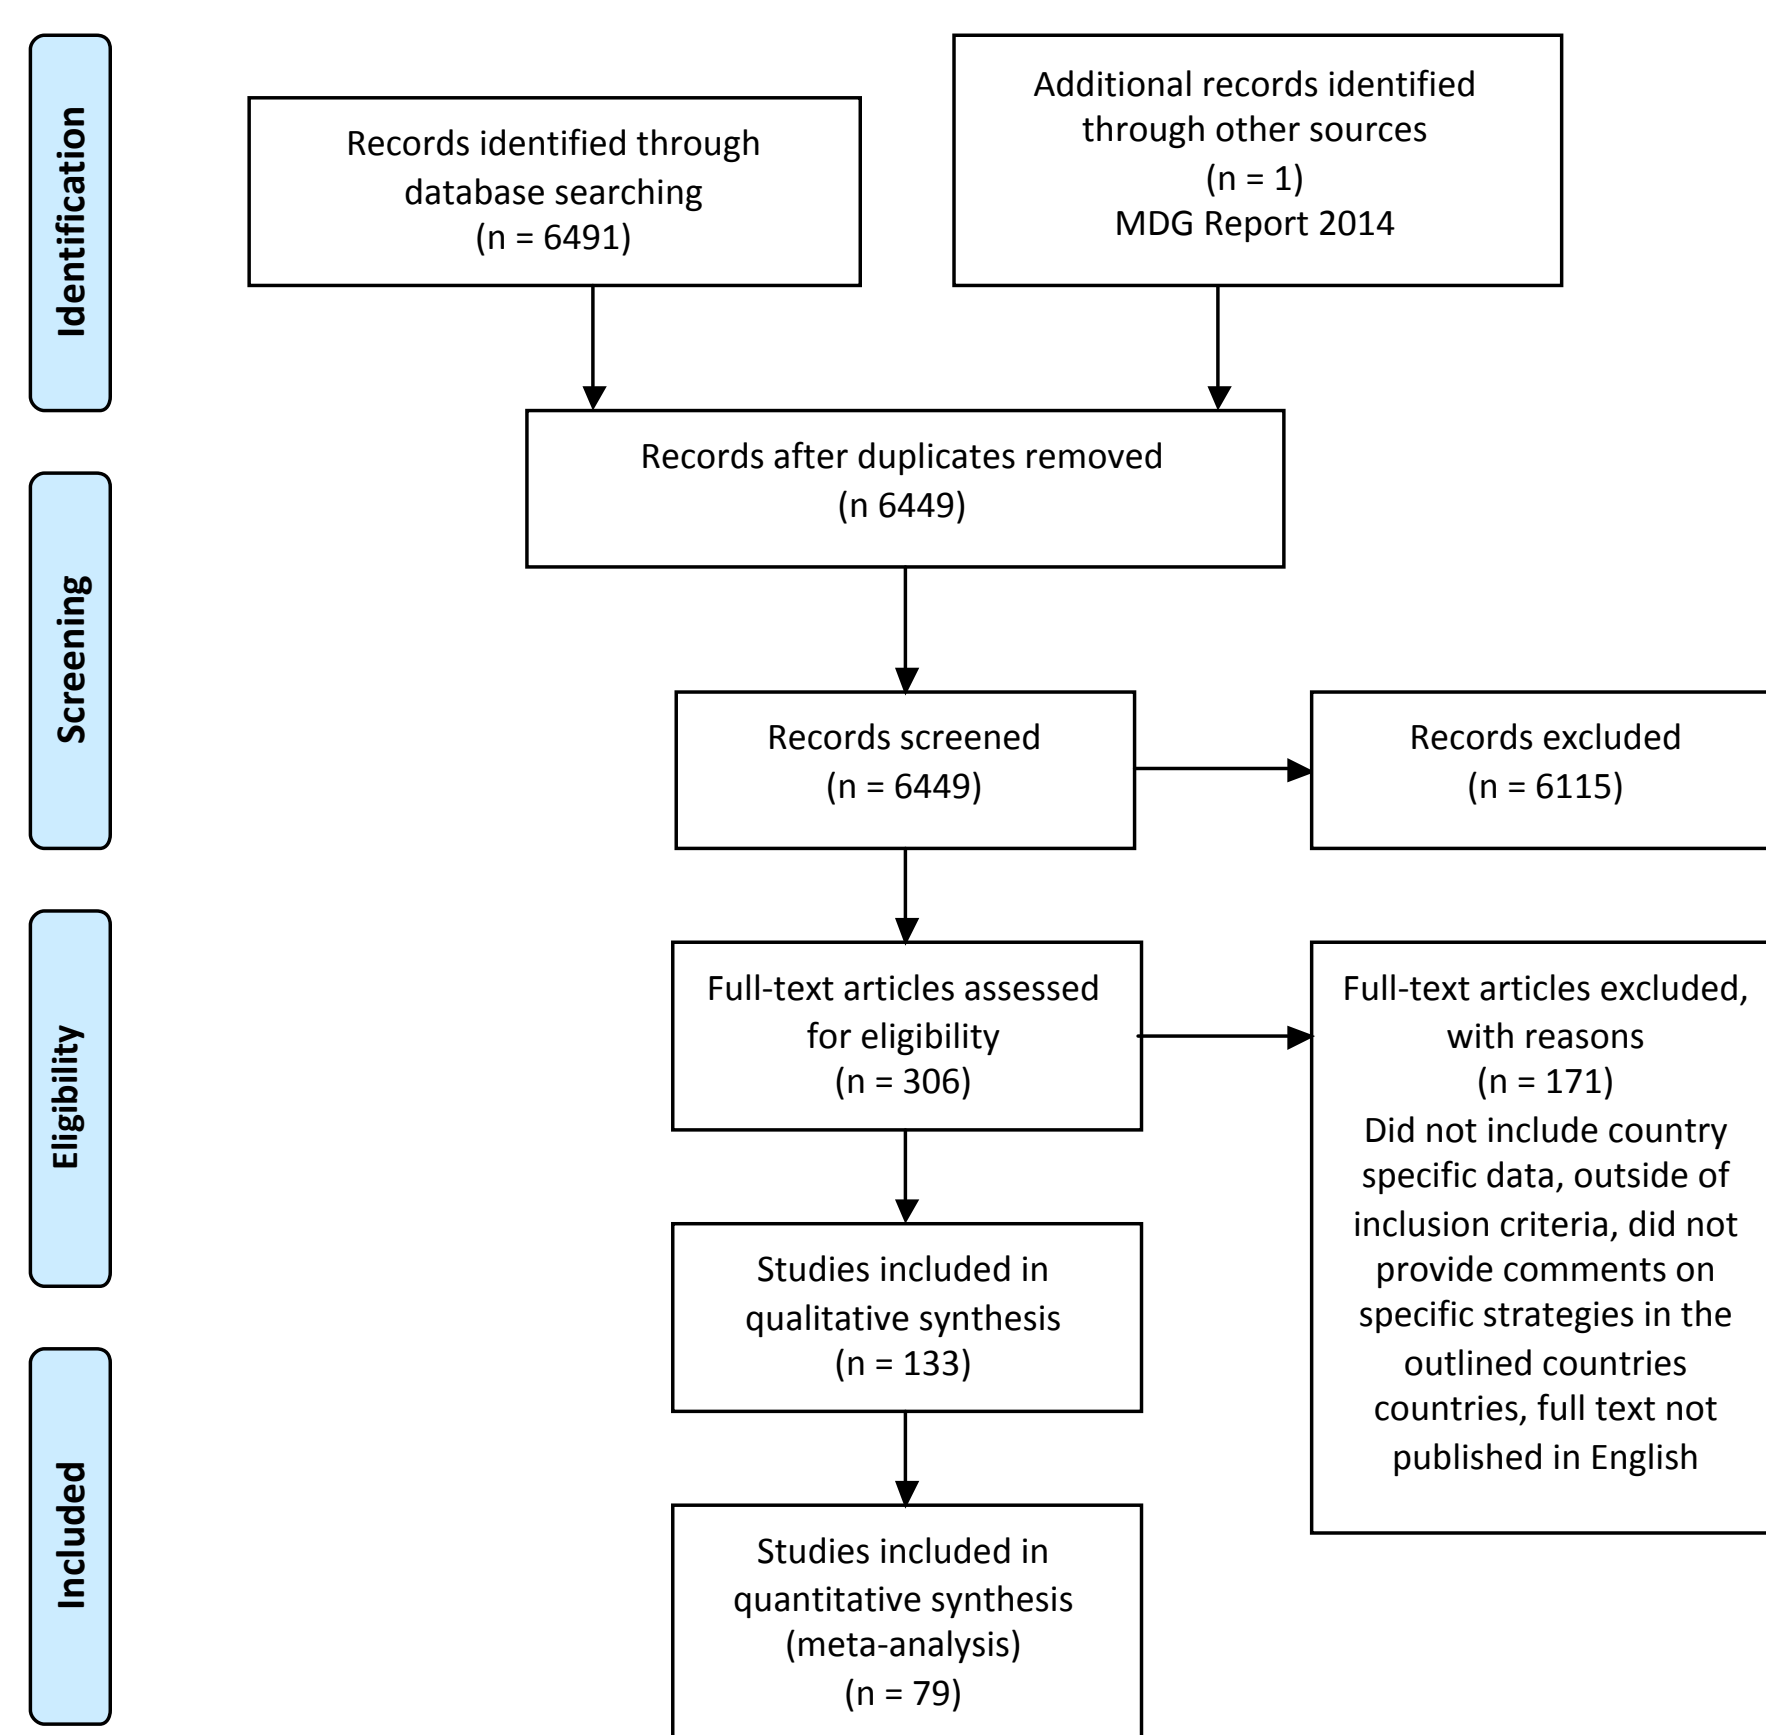 Identification
Records identified through
database searching
(n = 6491)
Additional records identified
through other sources
(n = 1)
MDG Report 2014
Records after duplicates removed
(n 6449)
Screening
Records screened
(n = 6449)
Records excluded
(n = 6115)
Eligibility
Full-text articles assessed
for eligibility
(n = 306)
Full-text articles excluded,
with reasons
(n = 171)
Did not include country
specific data, outside of
inclusion criteria, did not
provide comments on
specific strategies in the
outlined countries
countries, full text not
published in English
Studies included in
qualitative synthesis
(n = 133)
Included
Studies included in
quantitative synthesis
(meta-analysis)
(n = 79)